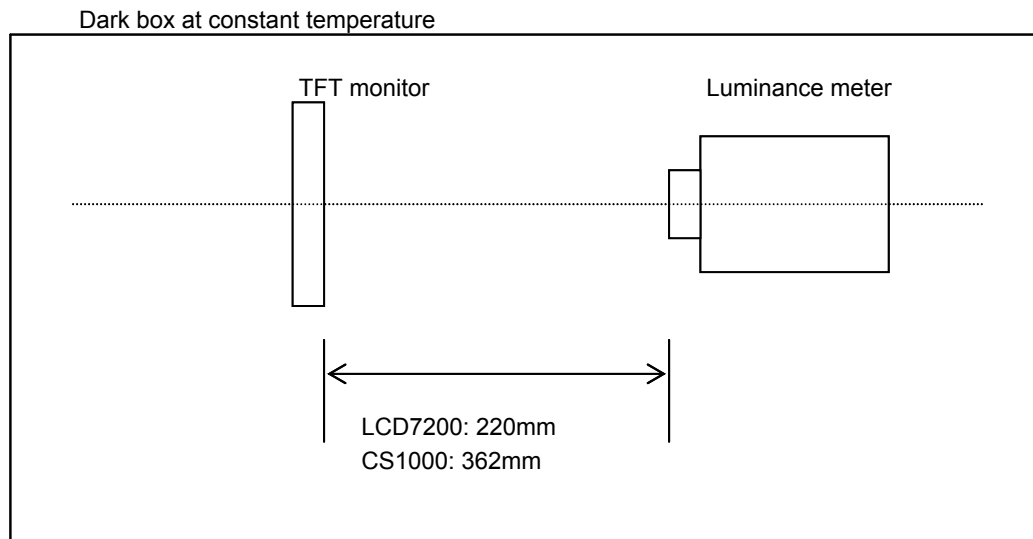 Dark box at constant temperature
TFT monitor
Luminance meter
LCD7200: 220mm
CS1000: 362mm